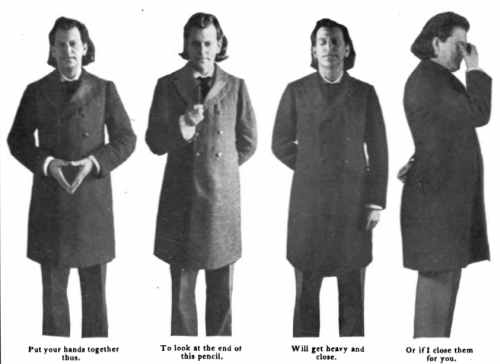 Put your hands together
thus.
To look at the end of
this pencil.
Will get heavy and
close.
Or if I close them
for you.